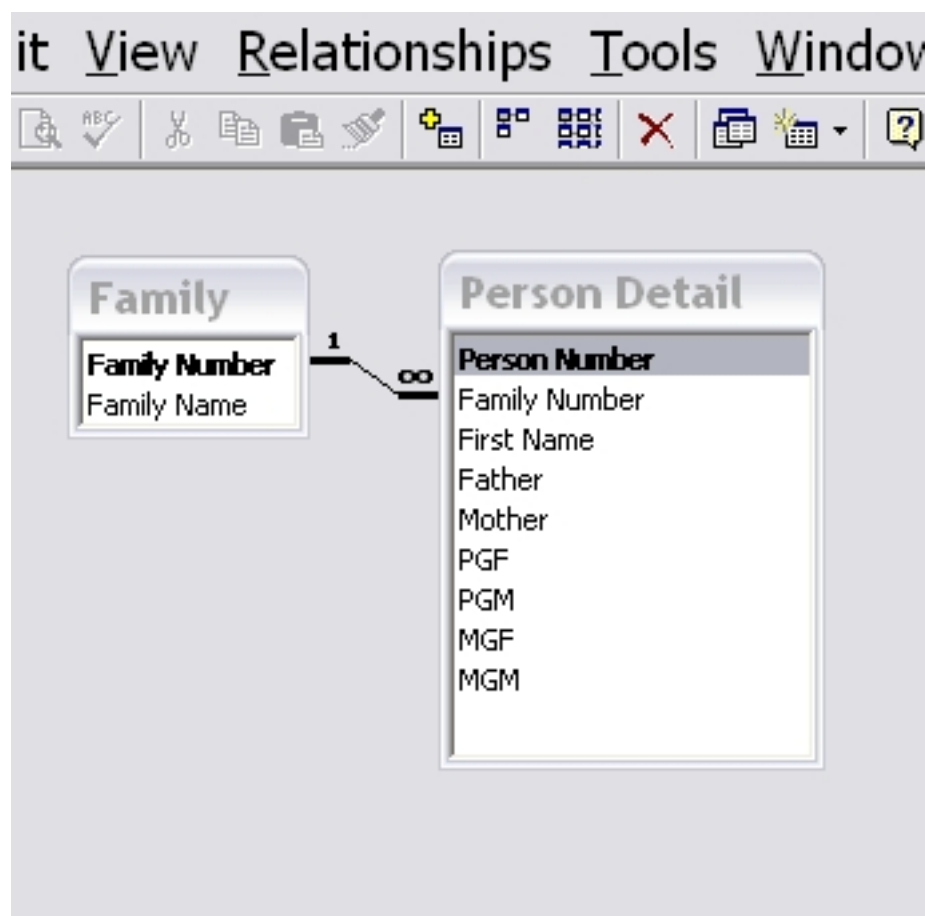 it View Relationships Tools Window
ABC
Family
Family Number
Family Name
1
∞
Person Detail
Person Number
Family Number
First Name
Father
Mother
PGF
PGM
MGF
MGM